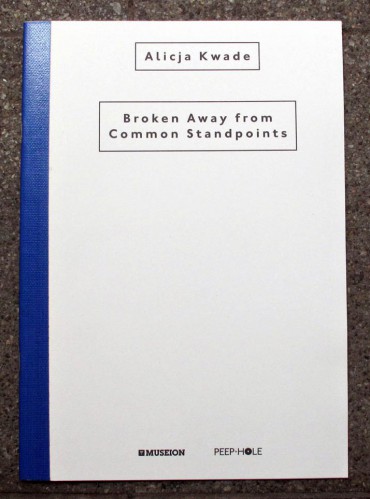 Alicja Kwade
Broken Away from
Common Standpoints
MUSEION PEEP-HOLE